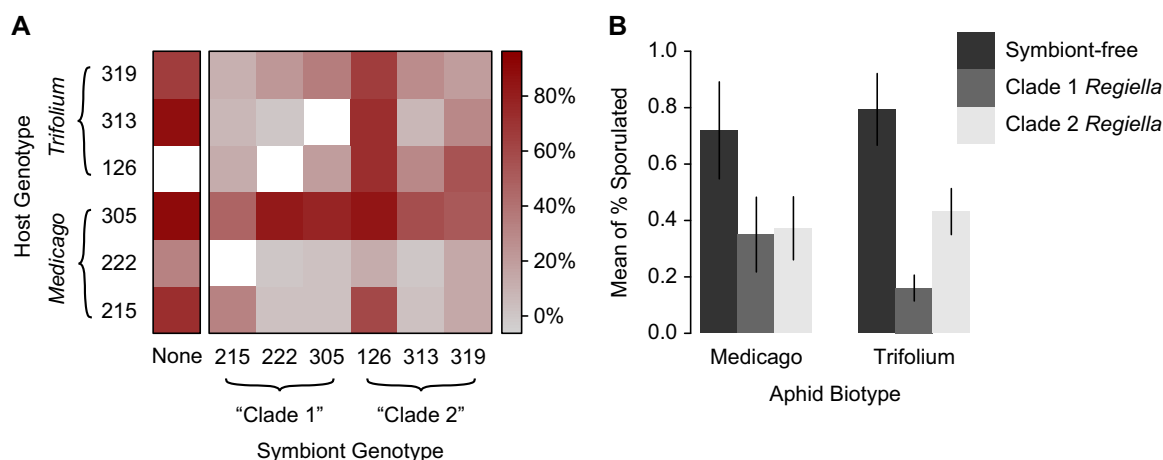 A
Host Genotype
Trifolium
Medicago
319
313
126
305
222
215
None 215 222 305 126 313 319
“Clade 1” “Clade 2”
Symbiont Genotype
80%
60%
40%
20%
0%
B
Mean of % Sporulated
1.0
0.8
0.6
0.4
0.2
0.0
Medicago Trifolium
Aphid Biotype
Symbiont-free
Clade 1 Regiella
Clade 2 Regiella